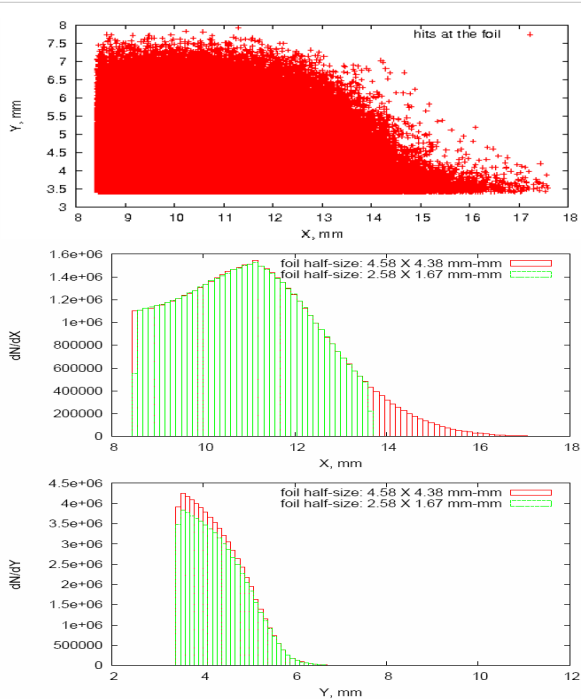 8
7.5
7
6.5
6
5.5
5
4.5
4
3.5
3
Y, mm
hits at the foil
8 9 10 11 12 13 14 15 16 17 18
X, mm
1.6e+06
1.4e+06
1.2e+06
1e+06
800000
600000
400000
200000
0
dN/dX
foil half-size: 4.58 X 4.38 mm-mm
foil half-size: 2.58 X 1.67 mm-mm
8 10 12 14 16 18
X, mm
4.5e+06
4e+06
3.5e+06
3e+06
2.5e+06
2e+06
1.5e+06
1e+06
500000
0
dN/dY
foil half-size: 4.58 X 4.38 mm-mm
foil half-size: 2.58 X 1.67 mm-mm
2 4 6 8 10 12
Y, mm